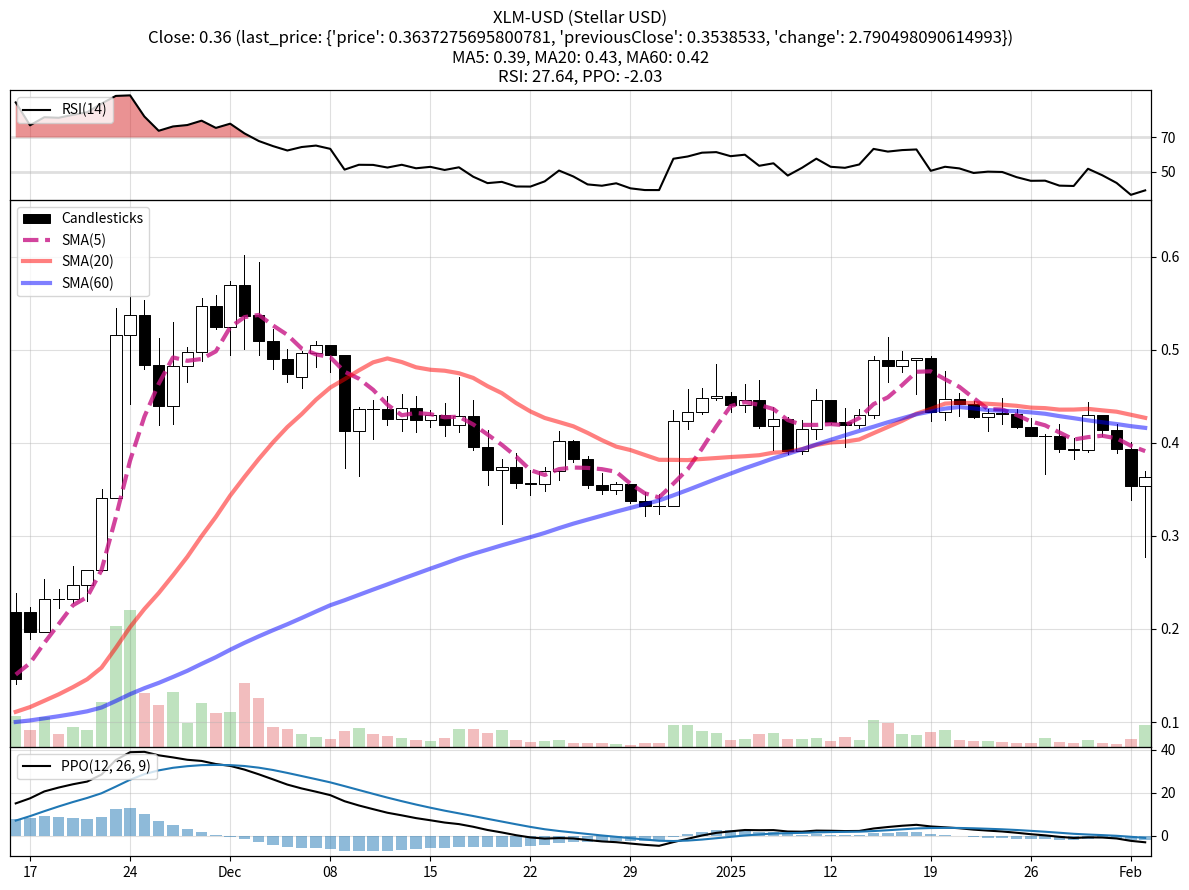 XLM-USD (Stellar USD)
Close: 0.36 (last_price: {'price': 0.3637275695800781, 'previousClose': 0.3538533, 'change': 2.790498090614993})
MA5: 0.39, MA20: 0.43, MA60: 0.42
RSI: 27.64, PPO: -2.03
RSI(14)
70
50
Candlesticks
SMA(5)
SMA(20)
SMA(60)
0.6
0.5
0.4
0.3
0.2
0.1
PPO(12, 26, 9)
40
20
0
17 24 Dec 08 15 22 29 2025 12 19 26 Feb